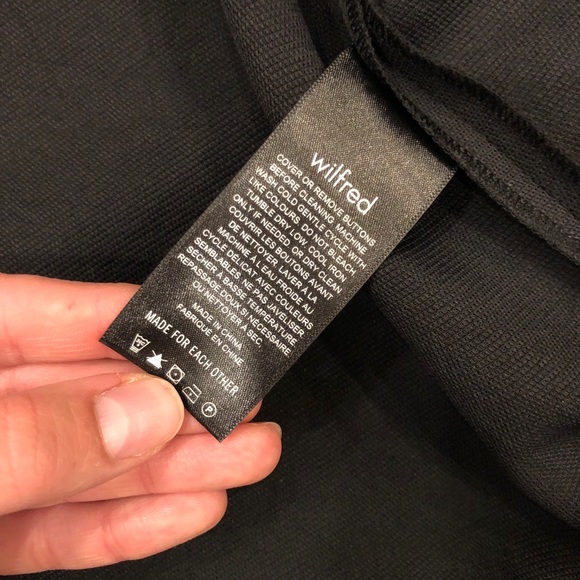 wilfred
COVER OR REMOVE BUTTONS
BEFORE CLEANING. MACHINE
WASH COLD GENTLE CYCLE WITH
LIKE COLOURS. DO NOT BLEACH.
TUMBLE DRY LOW. COOL IRON
ONLY IF NEEDED. OR DRY CLEAN.
COUVRIR LES BOUTONS AVANT
DE NETTOYER. LAVER À LA
MACHINE À L'EAU FROIDE AU
CYCLE DÉLICAT AVEC COULEURS
SEMBLABLES. NE PAS JAVELISER.
SÉCHER À BASSE TEMPÉRATURE.
REPASSAGE DOUX SI NÉCESSAIRE.
OU NETTOYER À SEC.
MADE IN CHINA.
FABRIQUÉ EN CHINE.
MADE FOR EACH OTHER
P